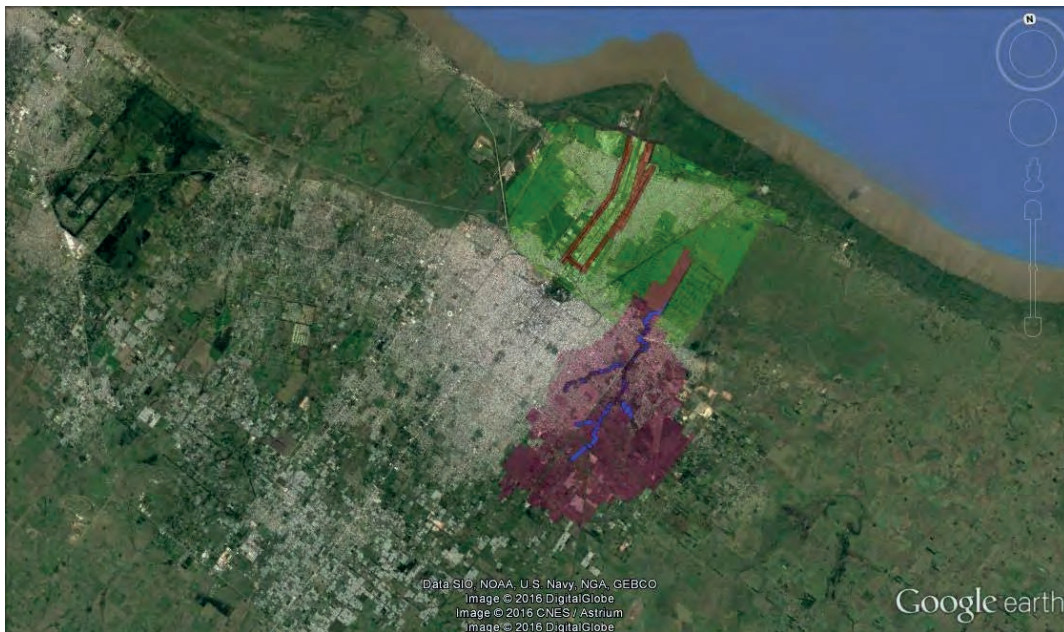 N
Data SIO, NOAA, U.S. Navy, NGA, GEBCO
Image © 2016 DigitalGlobe
Image © 2016 CNES / Astrium
Image © 2016 DigitalGlobe
Google earth